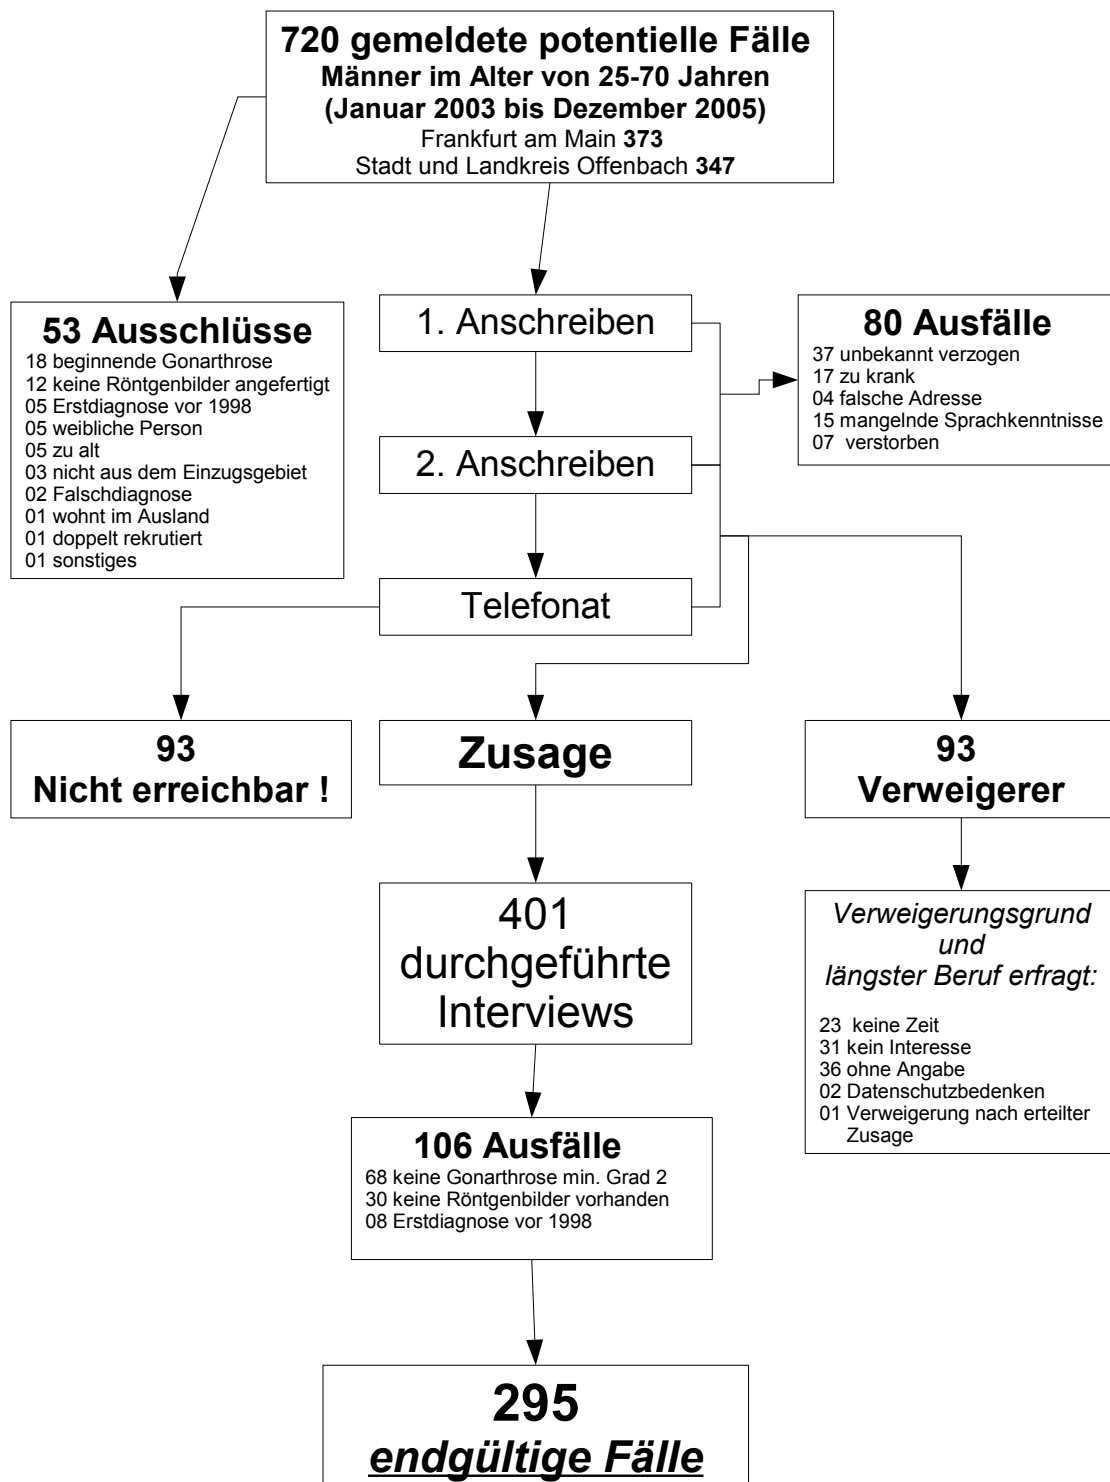 720 gemeldete potentielle Fälle
Männer im Alter von 25-70 Jahren
(Januar 2003 bis Dezember 2005)
Frankfurt am Main 373
Stadt und Landkreis Offenbach 347
53 Ausschlüsse
18 beginnende Gonarthrose
12 keine Röntgenbilder angefertigt
05 Erstdiagnose vor 1998
05 weibliche Person
05 zu alt
03 nicht aus dem Einzugsgebiet
02 Falschdiagnose
01 wohnt im Ausland
01 doppelt rekrutiert
01 sonstiges
1. Anschreiben
80 Ausfälle
37 unbekannt verzogen
17 zu krank
04 falsche Adresse
15 mangelnde Sprachkenntnisse
07 verstorben
2. Anschreiben
Telefonat
93
Nicht erreichbar !
Zusage
93
Verweigerer
401
durchgeführte
Interviews
Verweigerungsgrund
und
längster Beruf erfragt:
23 keine Zeit
31 kein Interesse
36 ohne Angabe
02 Datenschutzbedenken
01 Verweigerung nach erteilter
Zusage
106 Ausfälle
68 keine Gonarthrose min. Grad 2
30 keine Röntgenbilder vorhanden
08 Erstdiagnose vor 1998
295
endgültige Fälle